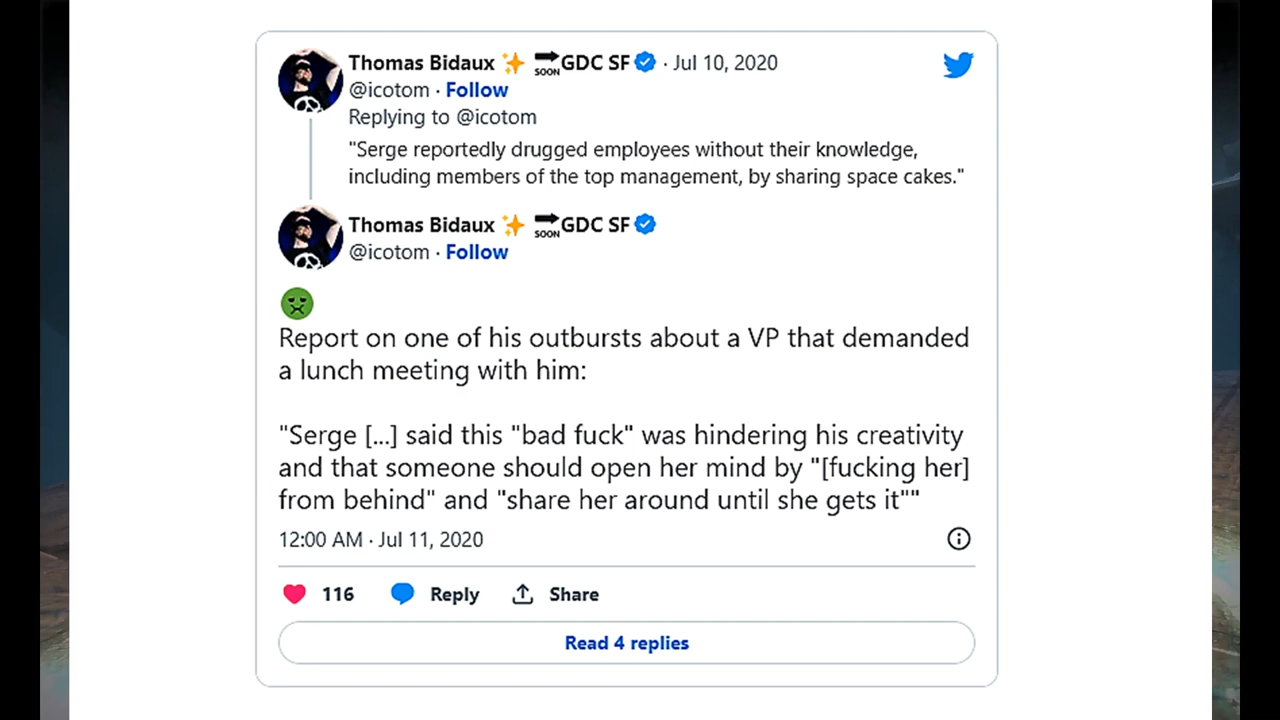 Thomas Bidaux ✨ SOON GDC SF · Jul 10, 2020
@icotom · Follow
Replying to @icotom
"Serge reportedly drugged employees without their knowledge,
including members of the top management, by sharing space cakes."
Thomas Bidaux ✨ SOON GDC SF
@icotom · Follow
Report on one of his outbursts about a VP that demanded
a lunch meeting with him:
"Serge [...] said this "bad fuck" was hindering his creativity
and that someone should open her mind by "[fucking her]
from behind" and "share her around until she gets it""
12:00 AM · Jul 11, 2020
116 Reply Share
Read 4 replies